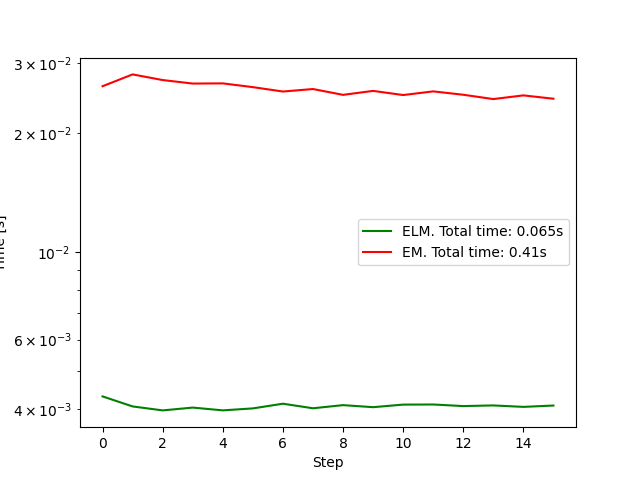 3 × 10⁻²
2 × 10⁻²
10⁻²
6 × 10⁻³
4 × 10⁻³
Time [s]
ELM. Total time: 0.065s
EM. Total time: 0.41s
0 2 4 6 8 10 12 14
Step